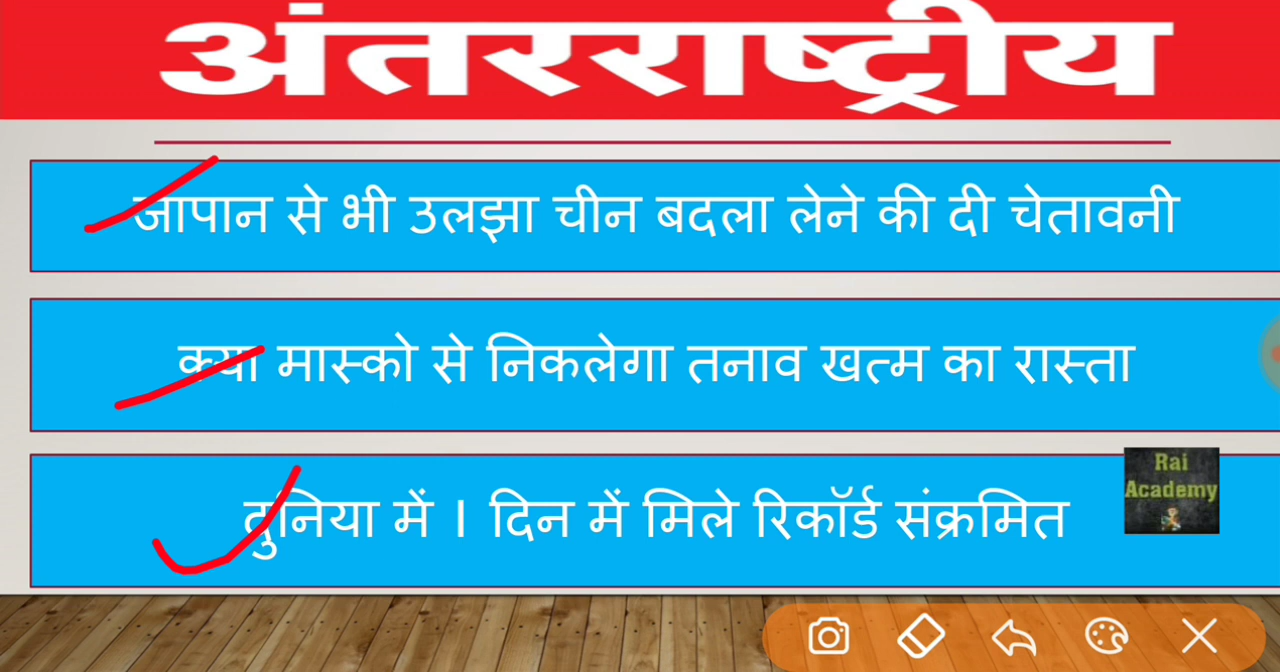 अंतरराष्ट्रीय
जापान से भी उलझा चीन बदला लेने की दी चेतावनी
क्या मास्को से निकलेगा तनाव खत्म का रास्ता
दुनिया में । दिन में मिले रिकॉर्ड संक्रमित
Rai
Academy